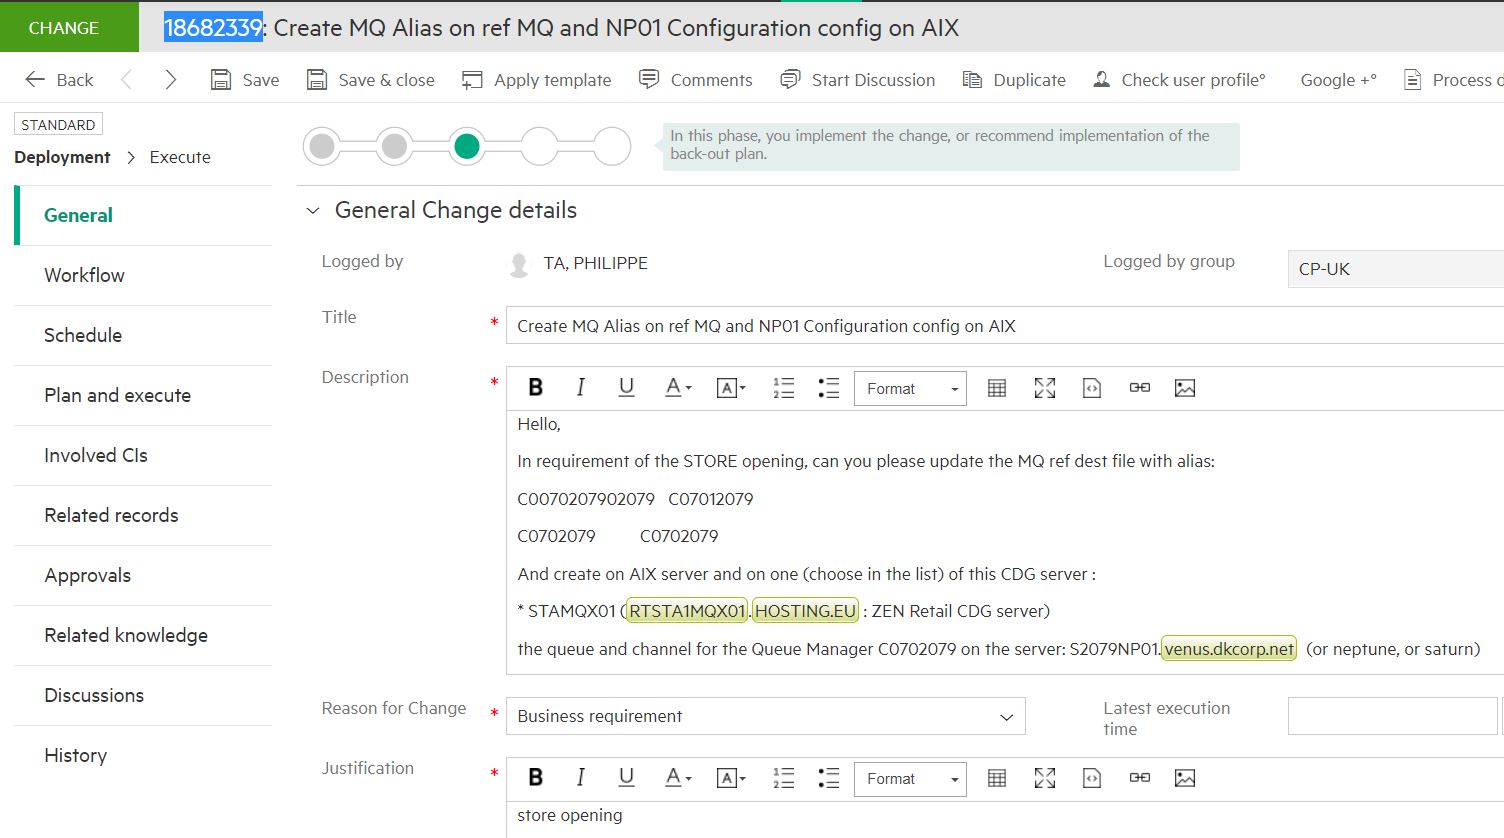 CHANGE
18682339: Create MQ Alias on ref MQ and NP01 Configuration config on AIX
Back
Save
Save & close
Apply template
Comments
Start Discussion
Duplicate
Check user profile°
Google +°
Process d
STANDARD
Deployment > Execute
In this phase, you implement the change, or recommend implementation of the
back-out plan.
General
Workflow
Schedule
Plan and execute
Involved CIs
Related records
Approvals
Related knowledge
Discussions
History
General Change details
Logged by
TA, PHILIPPE
Logged by group
CP-UK
Title *
Create MQ Alias on ref MQ and NP01 Configuration config on AIX
Description *
B I U A A Format
Hello,
In requirement of the STORE opening, can you please update the MQ ref dest file with alias:
C0070207902079 C07012079
C0702079 C0702079
And create on AIX server and on one (choose in the list) of this CDG server :
* STAMQX01 (RTSTA1MQX01.HOSTING.EU : ZEN Retail CDG server)
the queue and channel for the Queue Manager C0702079 on the server: S2079NP01.venus.dkcorp.net (or neptune, or saturn)
Reason for Change *
Business requirement
Latest execution
time
Justification *
B I U A A Format
store opening